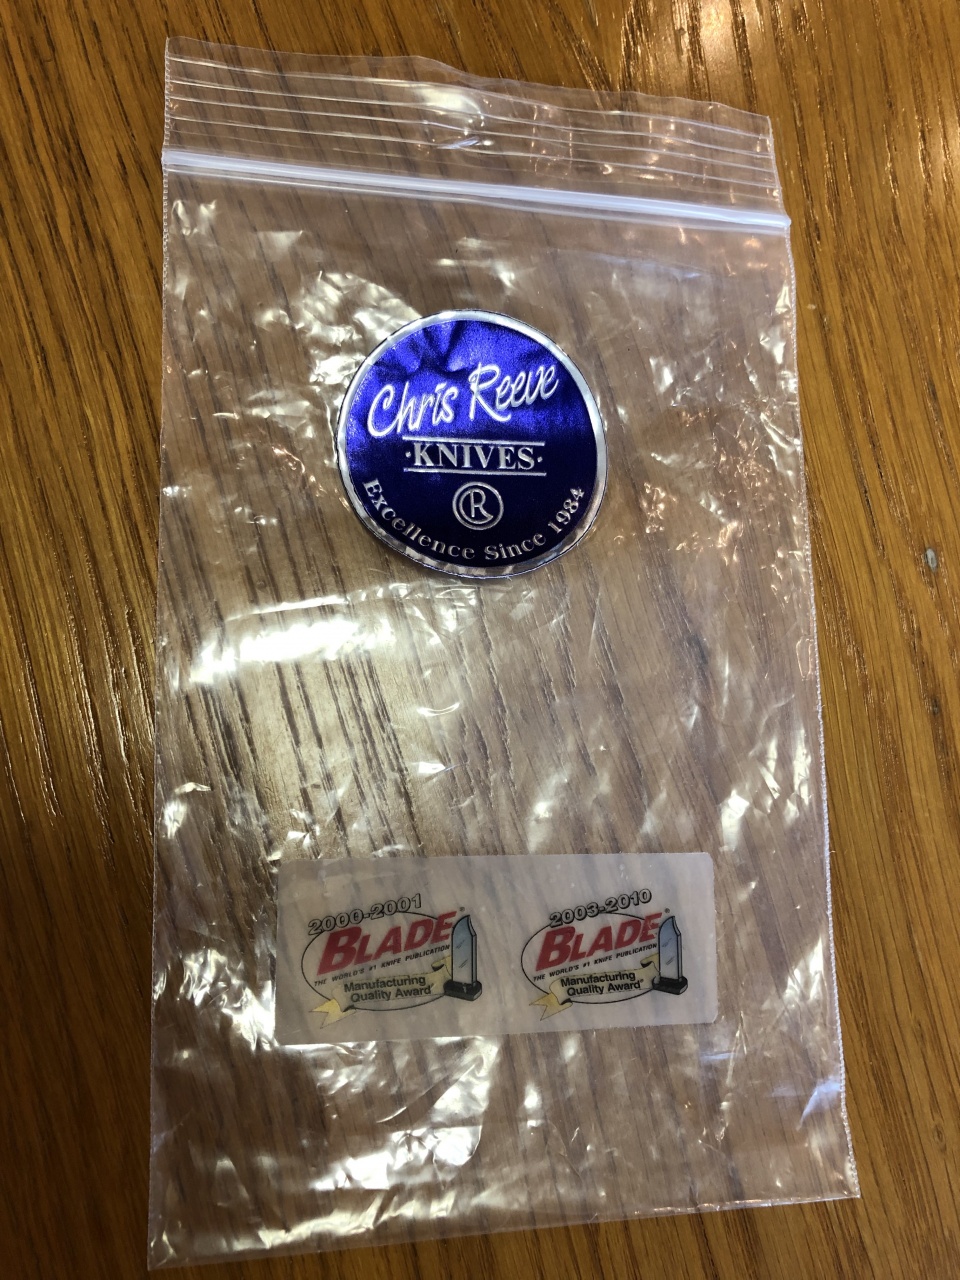 Chris Reeve
·KNIVES·
R
Excellence Since 1984
2000-2001
BLADE®
THE WORLD'S #1 KNIFE PUBLICATION
Manufacturing
Quality Award
2003-2010
BLADE®
THE WORLD'S #1 KNIFE PUBLICATION
Manufacturing
Quality Award